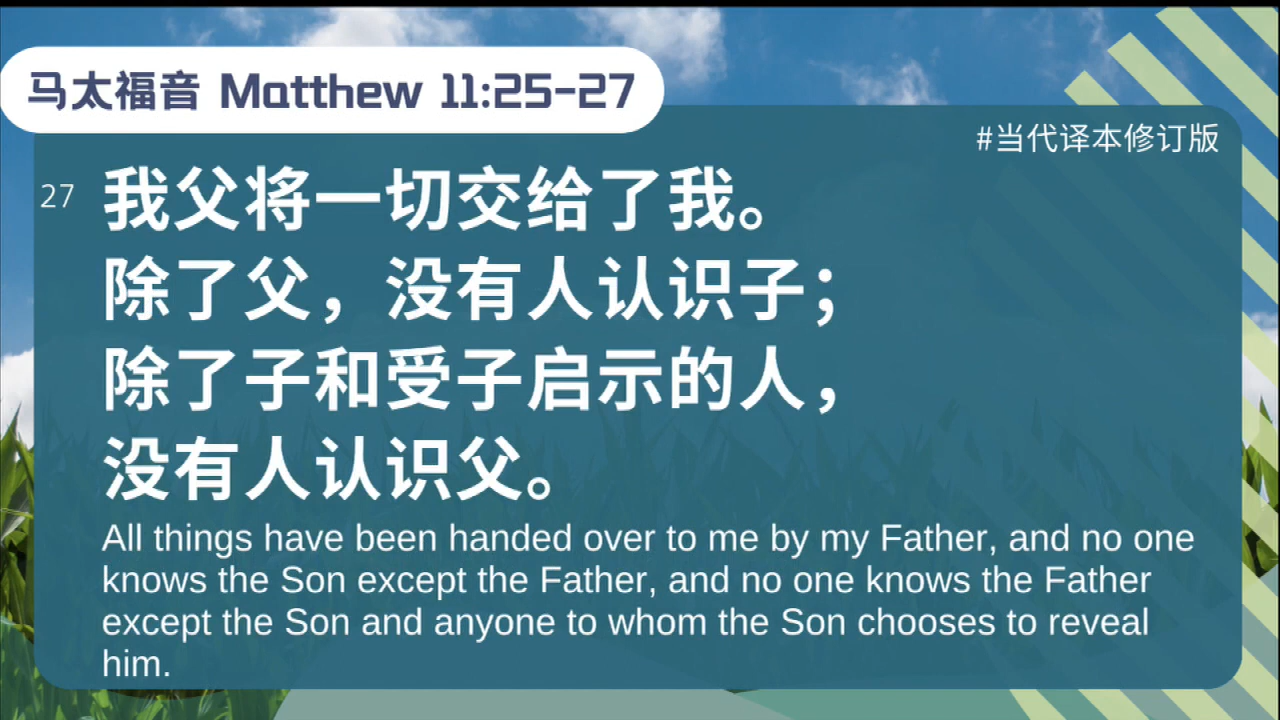 马太福音 Matthew 11:25-27
#当代译本修订版
27 我父将一切交给了我。
除了父，没有人认识子；
除了子和受子启示的人，
没有人认识父。
All things have been handed over to me by my Father, and no one
knows the Son except the Father, and no one knows the Father
except the Son and anyone to whom the Son chooses to reveal
him.